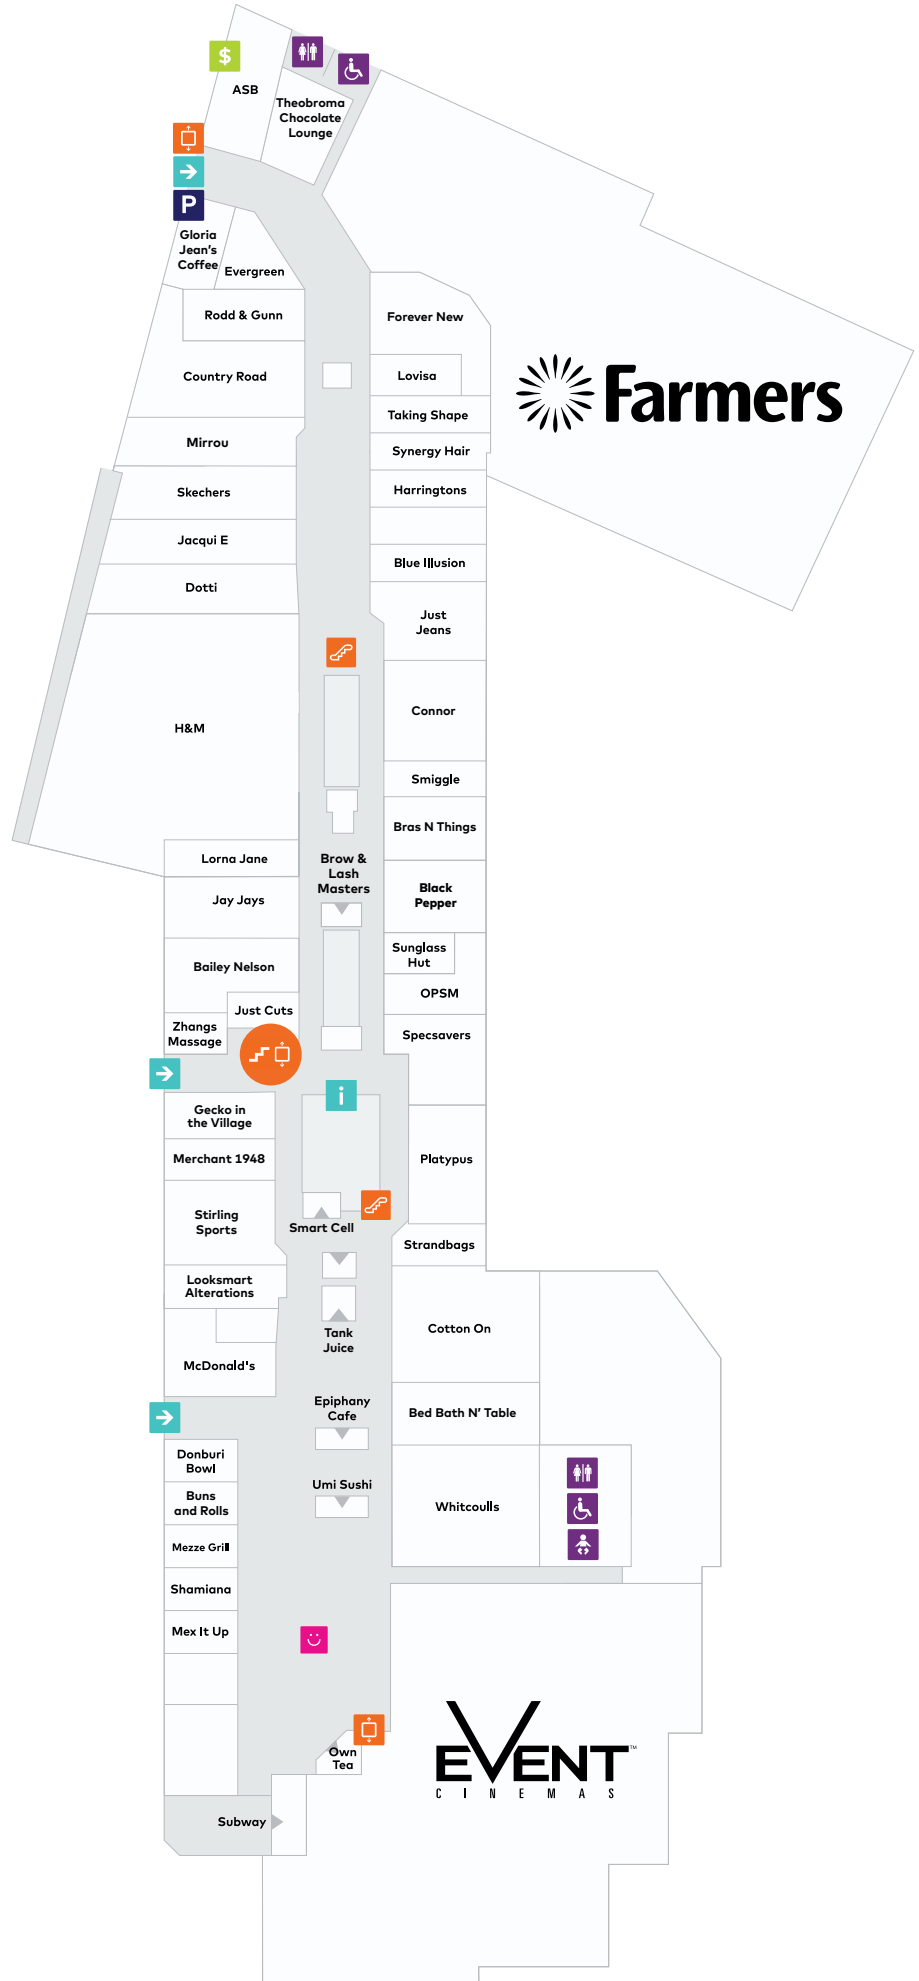 $
ASB
Theobroma
Chocolate
Lounge
P
Gloria
Jean's
Coffee
Evergreen
Rodd & Gunn
Forever New
Country Road
Lovisa
Farmers
Taking Shape
Mirrou
Synergy Hair
Skechers
Harringtons
Jacqui E
Blue Illusion
Dotti
Just
Jeans
H&M
Connor
Smiggle
Bras N Things
Lorna Jane
Brow &
Lash
Masters
Jay Jays
Black
Pepper
Bailey Nelson
Sunglass
Hut
OPSM
Just Cuts
Zhangs
Massage
Specsavers
i
Gecko in
the Village
Merchant 1948
Platypus
Stirling
Sports
Smart Cell
Strandbags
Looksmart
Alterations
Tank
Juice
Cotton On
McDonald's
Epiphany
Cafe
Bed Bath N' Table
Donburi
Bowl
Umi Sushi
Buns
and Rolls
Whitcoulls
Mezze Grill
Shamiana
Mex It Up
Own
Tea
EVENT™
CINEMAS
Subway